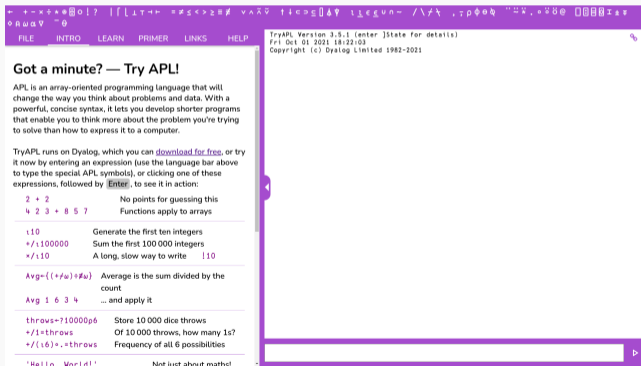 FILE INTRO LEARN PRIMER LINKS HELP
Got a minute? — Try APL!
APL is an array-oriented programming language that will
change the way you think about problems and data. With a
powerful, concise syntax, it lets you develop shorter programs
that enable you to think more about the problem you're trying
to solve than how to express it to a computer.
TryAPL runs on Dyalog, which you can download for free, or try
it now by entering an expression (use the language bar above
to type the special APL symbols), or clicking one of these
expressions, followed by Enter, to see it in action:
2 + 2 No points for guessing this
4 2 3 + 8 5 7 Functions apply to arrays
⍳10 Generate the first ten integers
+/⍳100000 Sum the first 100 000 integers
×/⍳10 A long, slow way to write !10
Avg←{(+⌿⍵)÷≢⍵} Average is the sum divided by the
count
Avg 1 6 3 4 ... and apply it
throws←?10000⍴6 Store 10 000 dice throws
+/1=throws Of 10 000 throws, how many 1s?
+/(⍳6)∘.=throws Frequency of all 6 possibilities
'Hello, World!' Not just about maths!
TryAPL Version 3.5.1 (enter ]State for details)
Fri Oct 01 2021 18:22:03
Copyright (c) Dyalog Limited 1982-2021